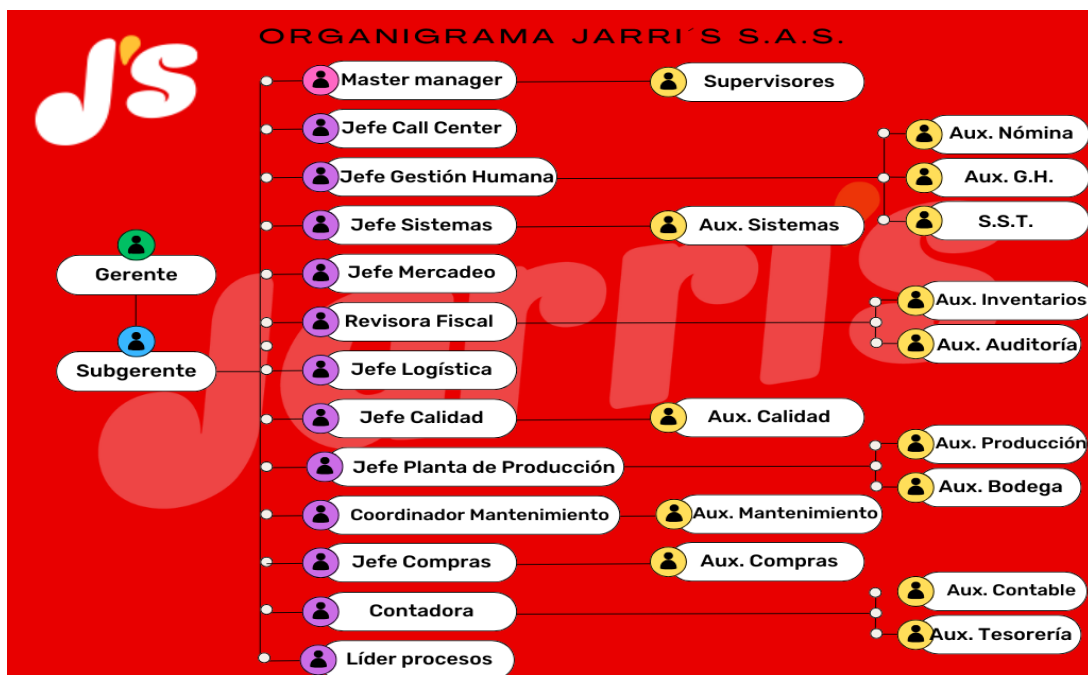 J's
ORGANIGRAMA JARRI´S S.A.S.
Master manager
Supervisores
Jefe Call Center
Aux. Nómina
Jefe Gestión Humana
Aux. G.H.
Jefe Sistemas
Aux. Sistemas
S.S.T.
Gerente
Jefe Mercadeo
Aux. Inventarios
Revisora Fiscal
Aux. Auditoría
Subgerente
Jefe Logística
Jefe Calidad
Aux. Calidad
Aux. Producción
Jefe Planta de Producción
Aux. Bodega
Coordinador Mantenimiento
Aux. Mantenimiento
Jefe Compras
Aux. Compras
Aux. Contable
Contadora
Aux. Tesorería
Líder procesos
Jarri's